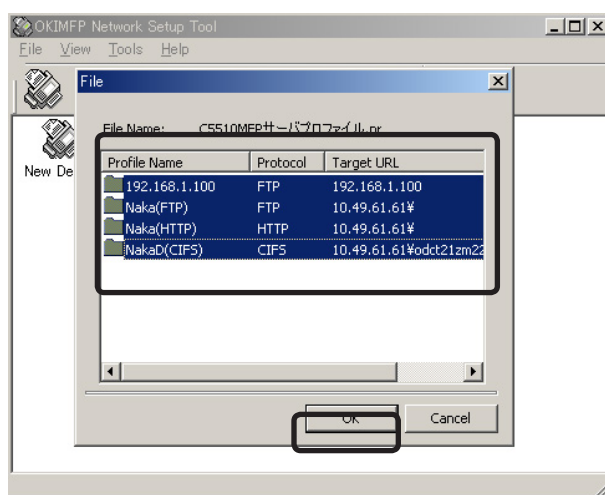 OKIMFP Network Setup Tool
File View Tools Help
File
File Name: C5510MFPサーバプロファイル.pr
New De
Profile Name Protocol Target URL
192.168.1.100 FTP 192.168.1.100
Naka(FTP) FTP 10.49.61.61¥
Naka(HTTP) HTTP 10.49.61.61¥
NakaD(CIFS) CIFS 10.49.61.61¥odct21zm22
OK Cancel